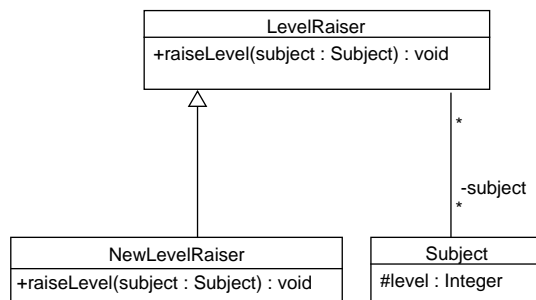 LevelRaiser
+raiseLevel(subject : Subject) : void
*
-subject
*
NewLevelRaiser
+raiseLevel(subject : Subject) : void
Subject
#level : Integer